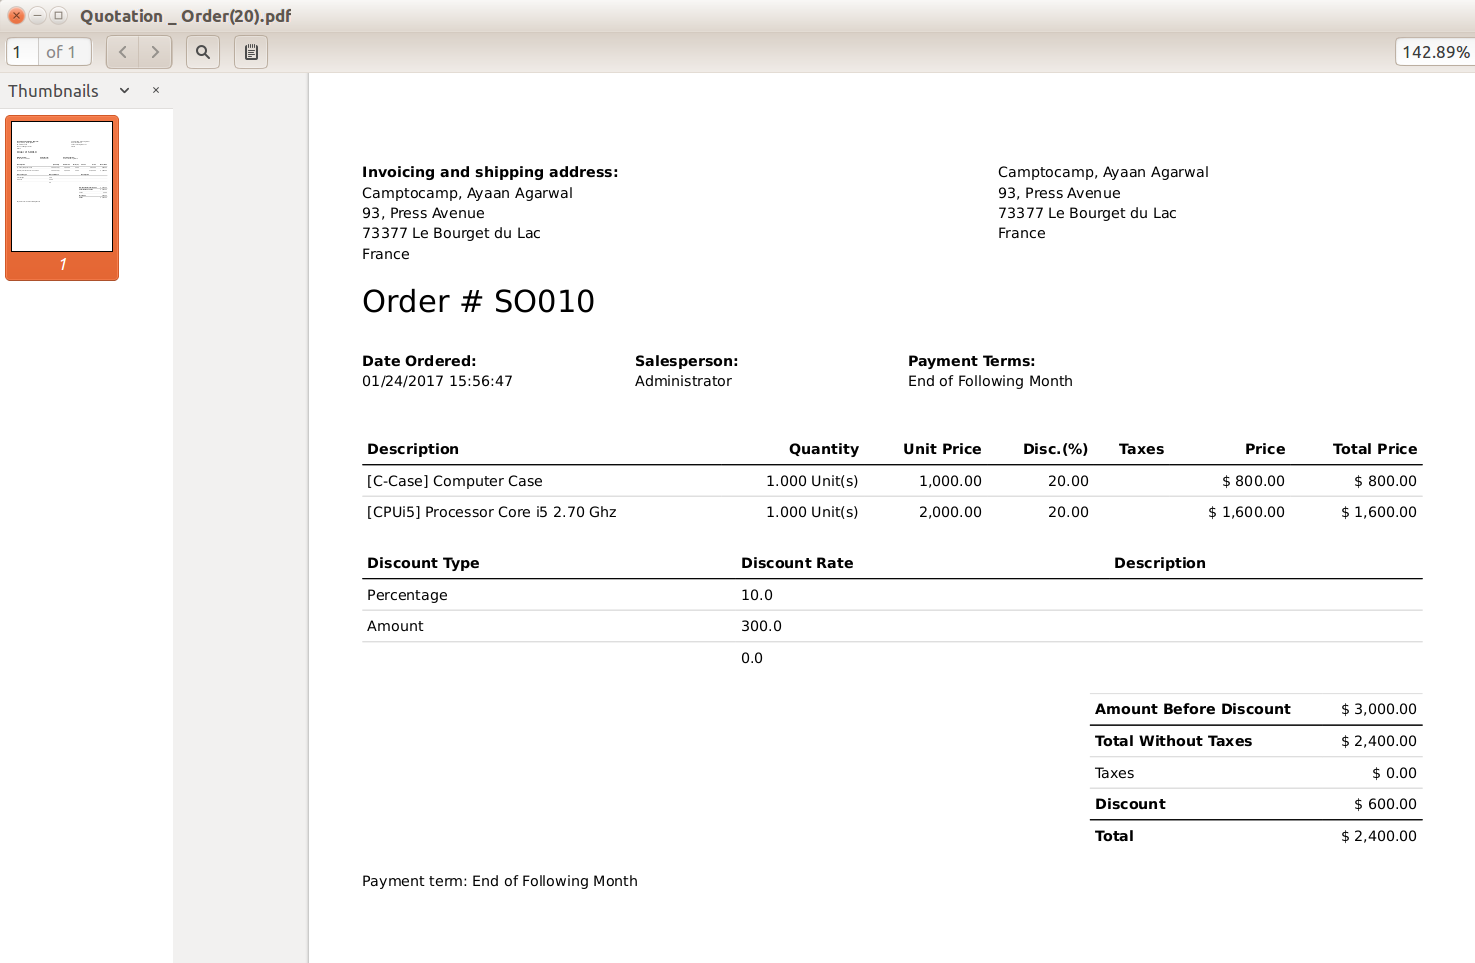 Quotation _ Order(20).pdf
1 of 1
142.89%
Thumbnails
1
Invoicing and shipping address:
Camptocamp, Ayaan Agarwal
93, Press Avenue
73377 Le Bourget du Lac
France
Camptocamp, Ayaan Agarwal
93, Press Avenue
73377 Le Bourget du Lac
France
Order # SO010
Date Ordered: Salesperson: Payment Terms:
01/24/2017 15:56:47 Administrator End of Following Month
Description Quantity Unit Price Disc.(%) Taxes Price Total Price
[C-Case] Computer Case 1.000 Unit(s) 1,000.00 20.00 $ 800.00 $ 800.00
[CPUi5] Processor Core i5 2.70 Ghz 1.000 Unit(s) 2,000.00 20.00 $ 1,600.00 $ 1,600.00
Discount Type Discount Rate Description
Percentage 10.0
Amount 300.0
0.0
Amount Before Discount $ 3,000.00
Total Without Taxes $ 2,400.00
Taxes $ 0.00
Discount $ 600.00
Total $ 2,400.00
Payment term: End of Following Month